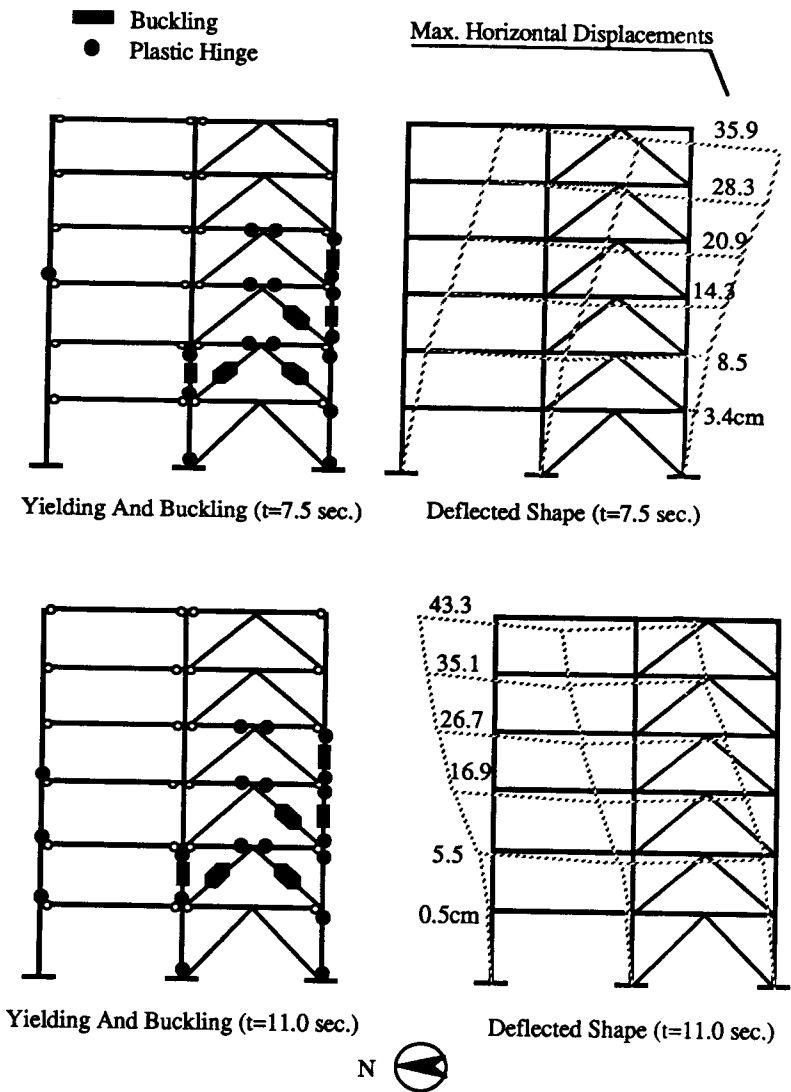 Buckling
Plastic Hinge
Max. Horizontal Displacements
35.9
28.3
20.9
14.3
8.5
3.4cm
Yielding And Buckling (t=7.5 sec.)
Deflected Shape (t=7.5 sec.)
43.3
35.1
26.7
16.9
5.5
0.5cm
Yielding And Buckling (t=11.0 sec.)
Deflected Shape (t=11.0 sec.)
N